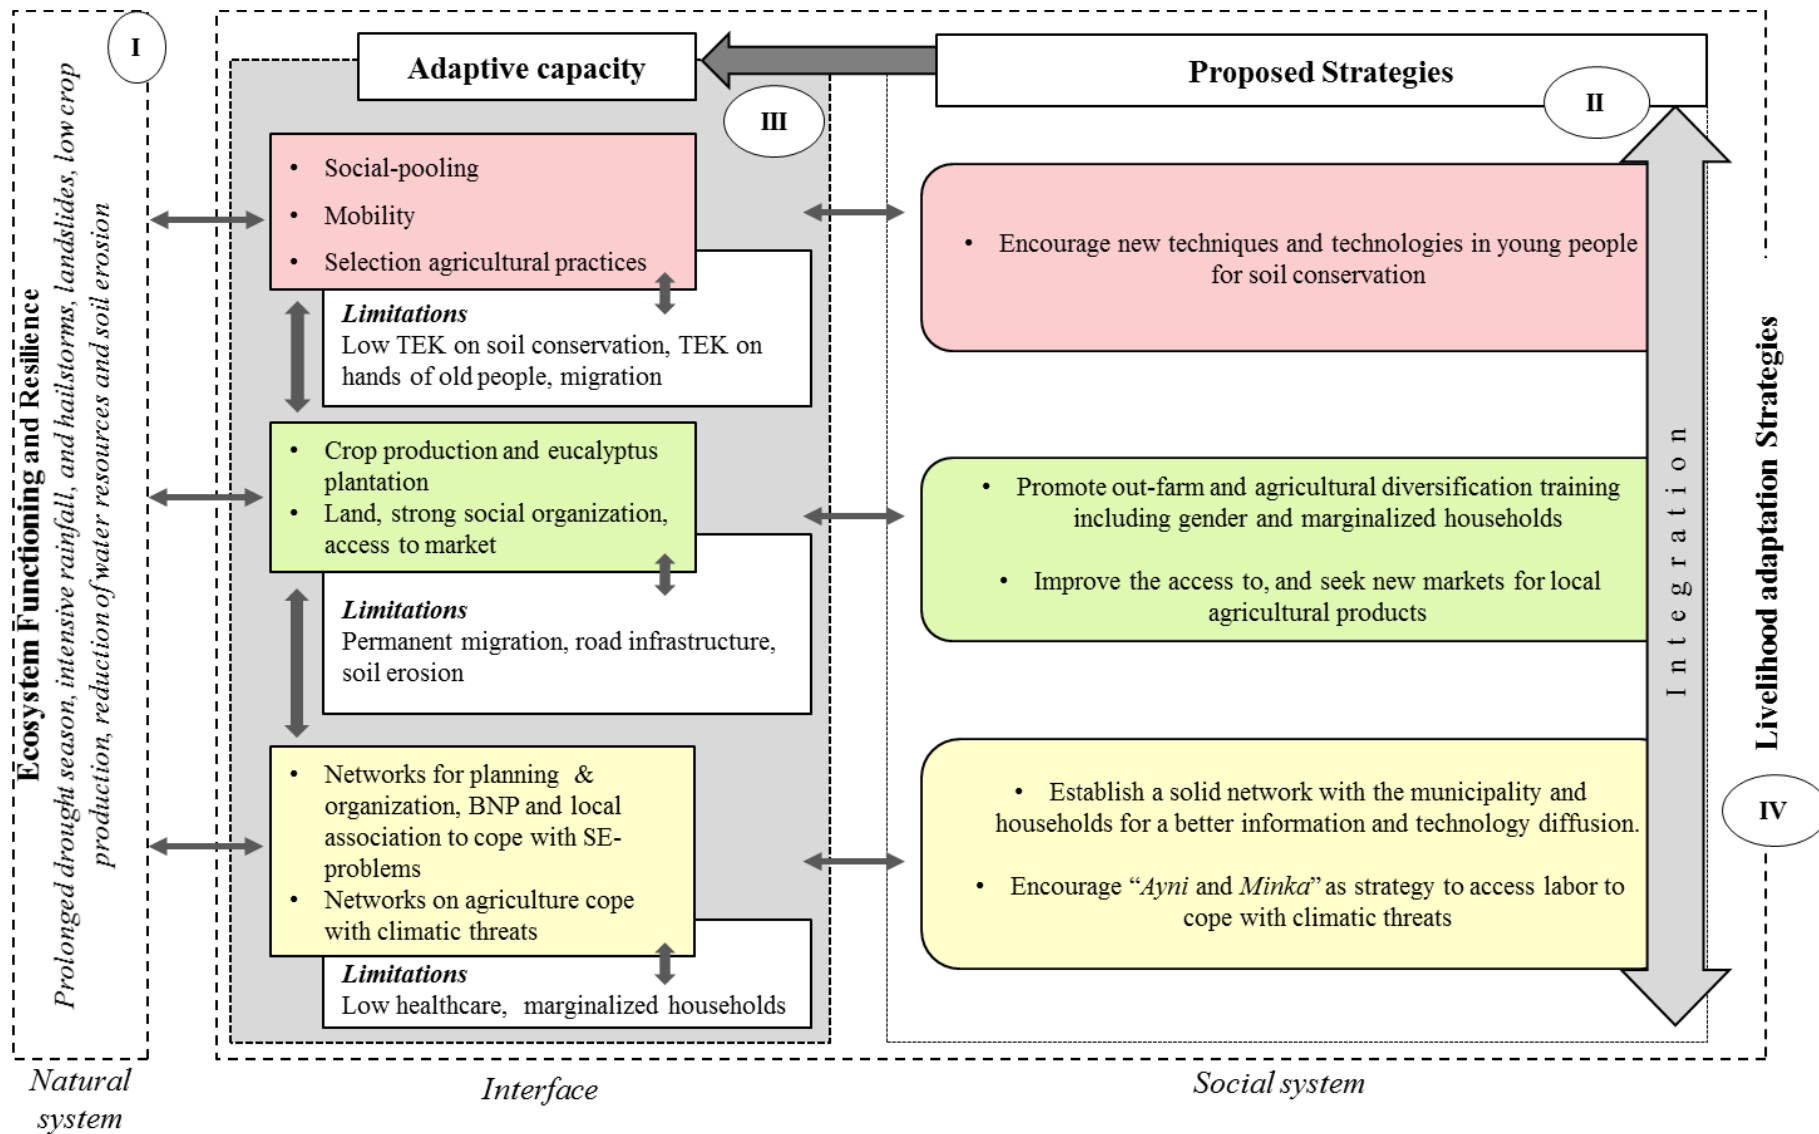 I
Ecosystem Functioning and Resilience
Prolonged drought season, intensive rainfall, and hailstorms, landslides, low crop
production, reduction of water resources and soil erosion
Natural
system
Adaptive capacity
III
• Social-pooling
• Mobility
• Selection agricultural practices
Limitations
Low TEK on soil conservation, TEK on
hands of old people, migration
• Crop production and eucalyptus
plantation
• Land, strong social organization,
access to market
Limitations
Permanent migration, road infrastructure,
soil erosion
• Networks for planning &
organization, BNP and local
association to cope with SE-
problems
• Networks on agriculture cope
with climatic threats
Limitations
Low healthcare, marginalized households
Interface
Proposed Strategies
II
• Encourage new techniques and technologies in young people
for soil conservation
• Promote out-farm and agricultural diversification training
including gender and marginalized households
• Improve the access to, and seek new markets for local
agricultural products
• Establish a solid network with the municipality and
households for a better information and technology diffusion.
• Encourage “Ayni and Minka” as strategy to access labor to
cope with climatic threats
Integration
Social system
Livelihood adaptation Strategies
IV